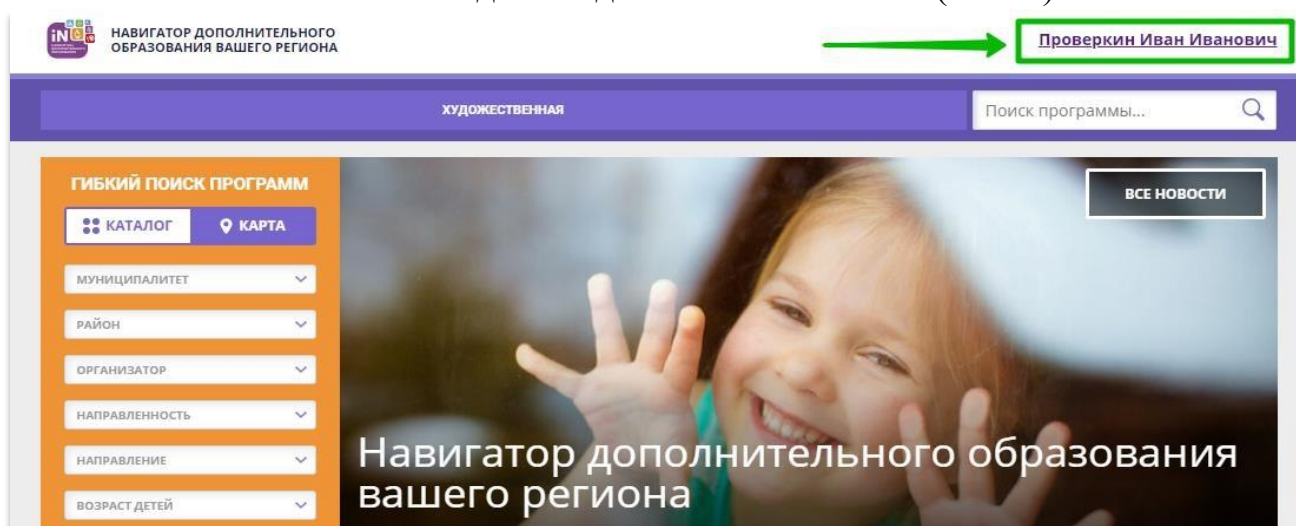 НАВИГАТОР ДОПОЛНИТЕЛЬНОГО
ОБРАЗОВАНИЯ ВАШЕГО РЕГИОНА
Проверкин Иван Иванович
ХУДОЖЕСТВЕННАЯ
Поиск программы...
ГИБКИЙ ПОИСК ПРОГРАММ
КАТАЛОГ
КАРТА
МУНИЦИПАЛИТЕТ
РАЙОН
ОРГАНИЗАТОР
НАПРАВЛЕННОСТЬ
НАПРАВЛЕНИЕ
ВОЗРАСТ ДЕТЕЙ
ВСЕ НОВОСТИ
Навигатор дополнительного образования
вашего региона